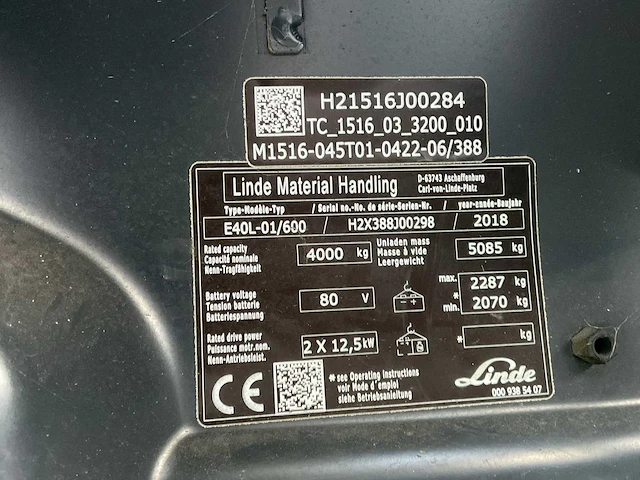 H21516J00284
TC_1516_03_3200_010
M1516-045T01-0422-06/388
Linde Material Handling
D-63743 Aschaffenburg
Carl-von-Linde-Platz
Type-Modèle-Typ / Serial no.-No. de série-Serien-Nr. / year-année-Baujahr
E40L-01/600 H2X388J00298 / 2018
Rated capacity
Capacité nominale
Nenn-Tragfähigkeit
4000 kg
Unladen mass
Masse à vide
Leergewicht
5085 kg
Battery voltage
Tension batterie
Batteriespannung
80 V
- +
max. 2287 kg
*
min. 2070 kg
Rated drive power
Puissance mot.nom.
Nenn-Antriebsleist.
2 X 12,5 kW
* kg
CE
* see Operating instructions
voir Mode d'emploi
siehe Betriebsanleitung
Linde
000 938 54 07